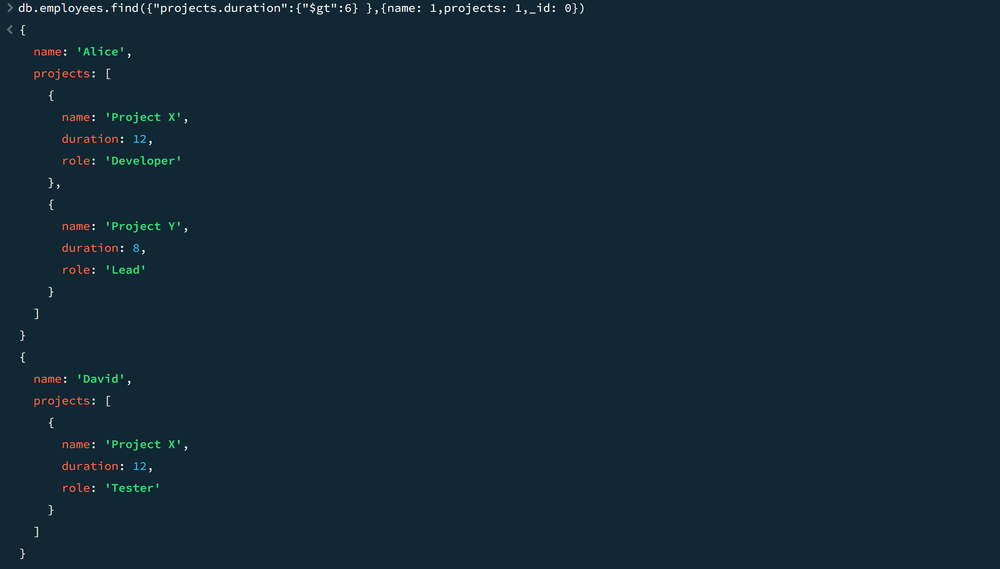 > db.employees.find({"projects.duration":{"$gt":6} },{name: 1,projects: 1,_id: 0})
< {
name: 'Alice',
projects: [
{
name: 'Project X',
duration: 12,
role: 'Developer'
},
{
name: 'Project Y',
duration: 8,
role: 'Lead'
}
]
}
{
name: 'David',
projects: [
{
name: 'Project X',
duration: 12,
role: 'Tester'
}
]
}